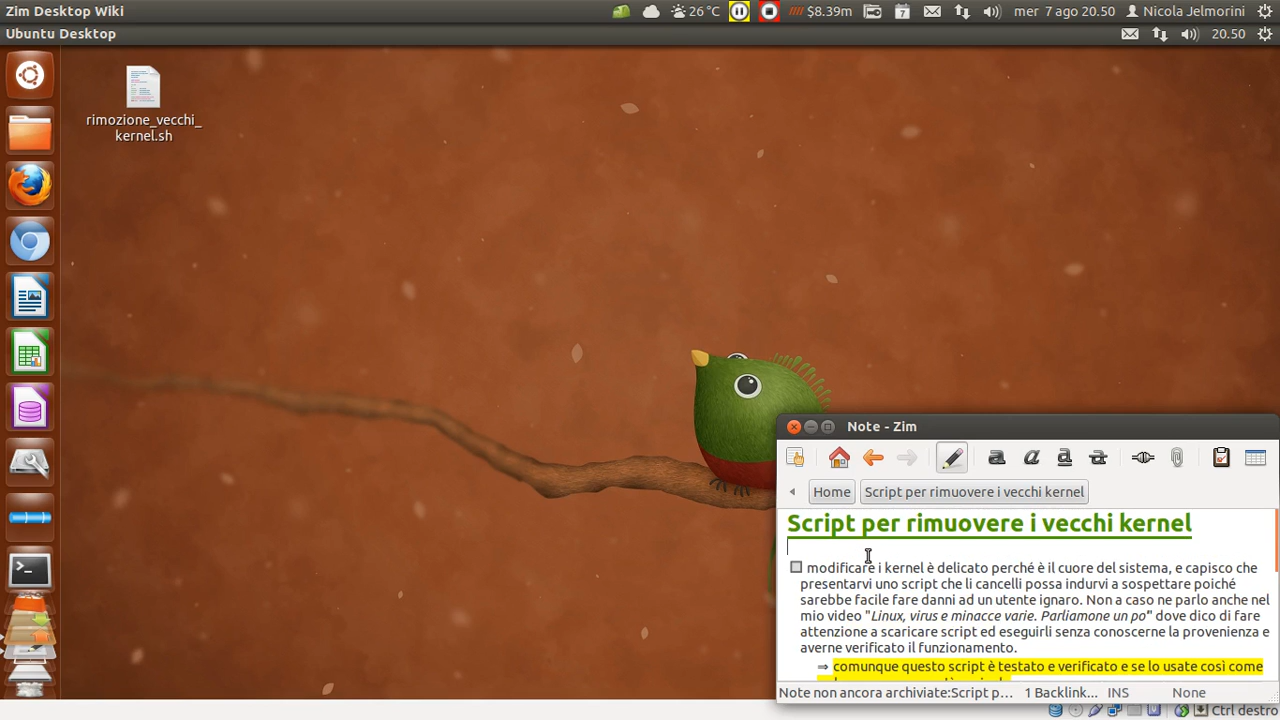 Zim Desktop Wiki
26 °C
$8.39m
7
mer 7 ago 20.50
Nicola Jelmorini
Ubuntu Desktop
20.50
rimozione_vecchi_
kernel.sh
Note - Zim
Home
Script per rimuovere i vecchi kernel
Script per rimuovere i vecchi kernel
modificare i kernel è delicato perché è il cuore del sistema, e capisco che
presentarvi uno script che li cancelli possa indurvi a sospettare poiché
sarebbe facile fare danni ad un utente ignaro. Non a caso ne parlo anche nel
mio video "Linux, virus e minacce varie. Parliamone un po" dove dico di fare
attenzione a scaricare script ed eseguirli senza conoscerne la provenienza e
averne verificato il funzionamento.
⇒ comunque questo script è testato e verificato e se lo usate così come
Note non ancora archiviate:Script p...
1 Backlink...
INS
None
Ctrl destro